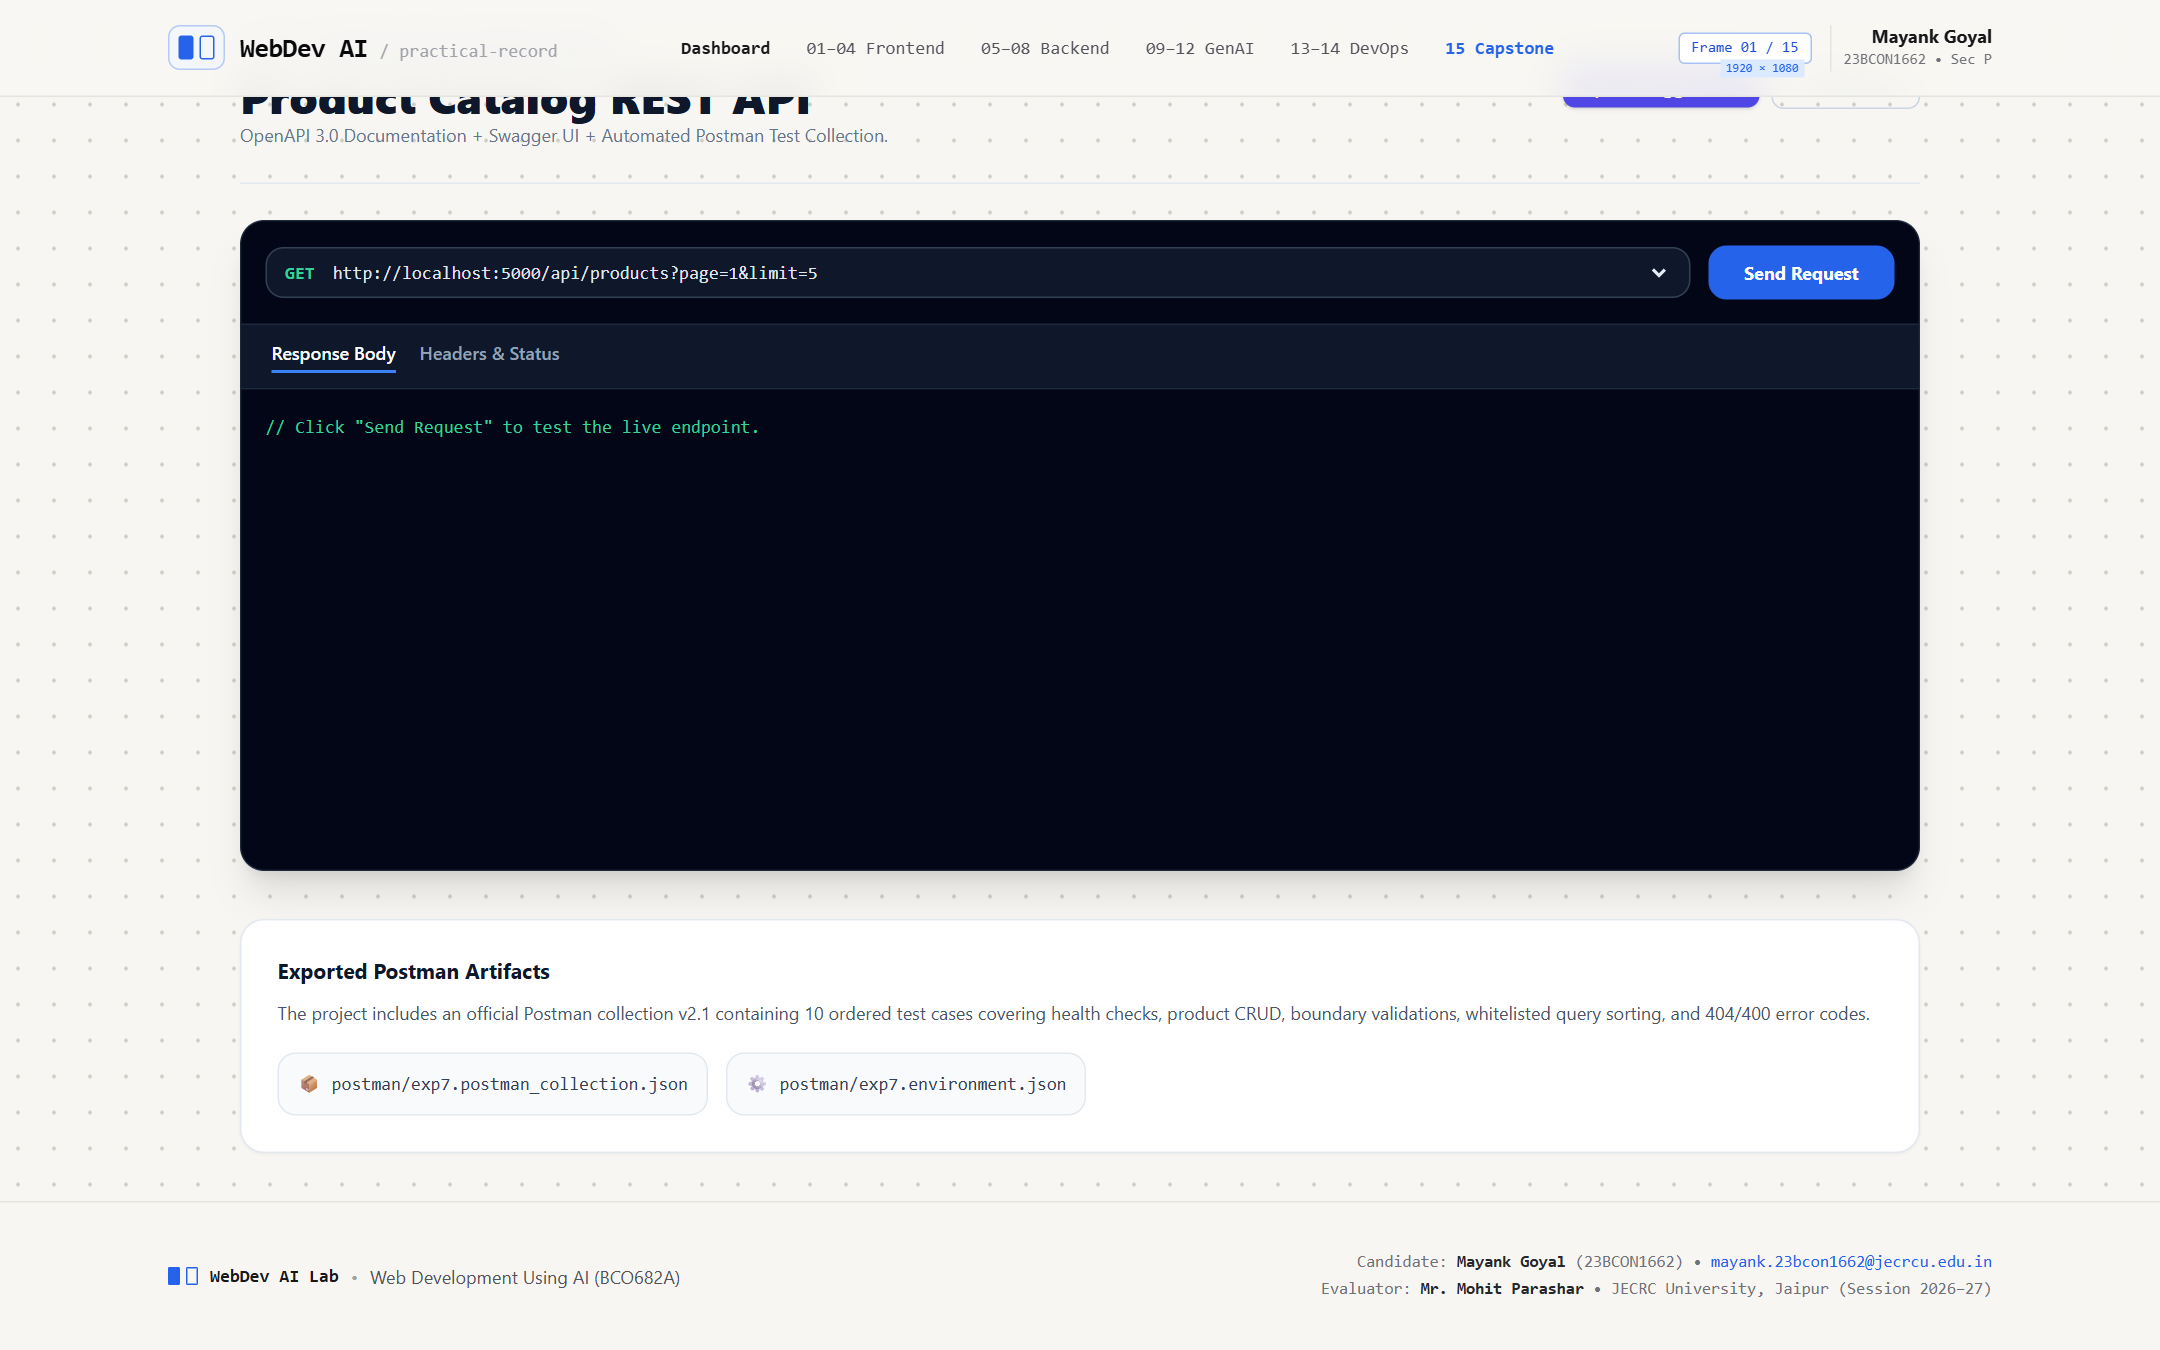 WebDev AI / practical-record
Dashboard
01–04 Frontend
05–08 Backend
09–12 GenAI
13–14 DevOps
15 Capstone
Frame 01 / 15
1920 × 1080
Mayank Goyal
23BCON1662 • Sec P
Product Catalog REST API
OpenAPI 3.0 Documentation + Swagger UI + Automated Postman Test Collection.
GET http://localhost:5000/api/products?page=1&limit=5
Send Request
Response Body
Headers & Status
// Click "Send Request" to test the live endpoint.
Exported Postman Artifacts
The project includes an official Postman collection v2.1 containing 10 ordered test cases covering health checks, product CRUD, boundary validations, whitelisted query sorting, and 404/400 error codes.
postman/exp7.postman_collection.json
postman/exp7.environment.json
WebDev AI Lab • Web Development Using AI (BCO682A)
Candidate: Mayank Goyal (23BCON1662) • mayank.23bcon1662@jecrcu.edu.in
Evaluator: Mr. Mohit Parashar • JECRC University, Jaipur (Session 2026–27)